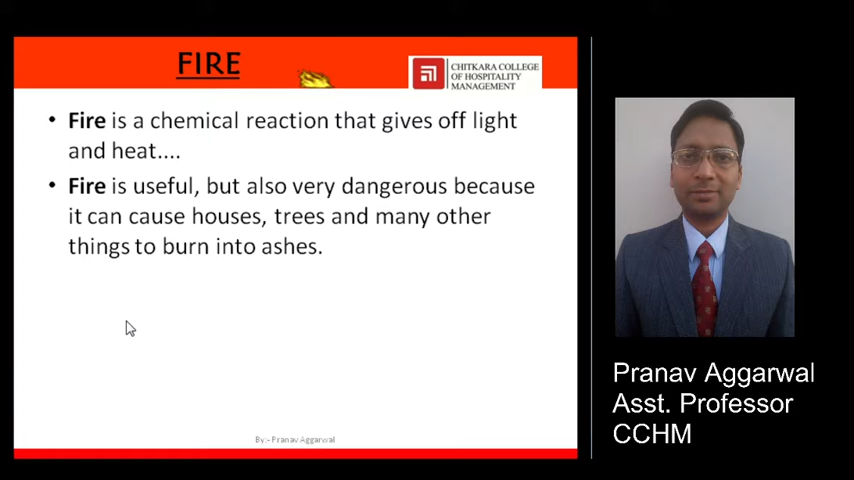 FIRE
CHITKARA COLLEGE
OF HOSPITALITY
MANAGEMENT
• Fire is a chemical reaction that gives off light
and heat....
• Fire is useful, but also very dangerous because
it can cause houses, trees and many other
things to burn into ashes.
By:- Pranav Aggarwal
Pranav Aggarwal
Asst. Professor
CCHM